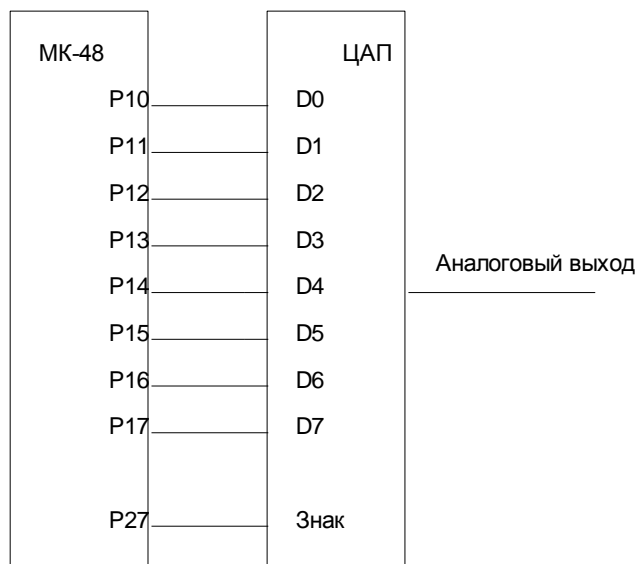 МК-48 ЦАП
P10 D0
P11 D1
P12 D2
P13 D3
Аналоговый выход
P14 D4
P15 D5
P16 D6
P17 D7
P27 Знак